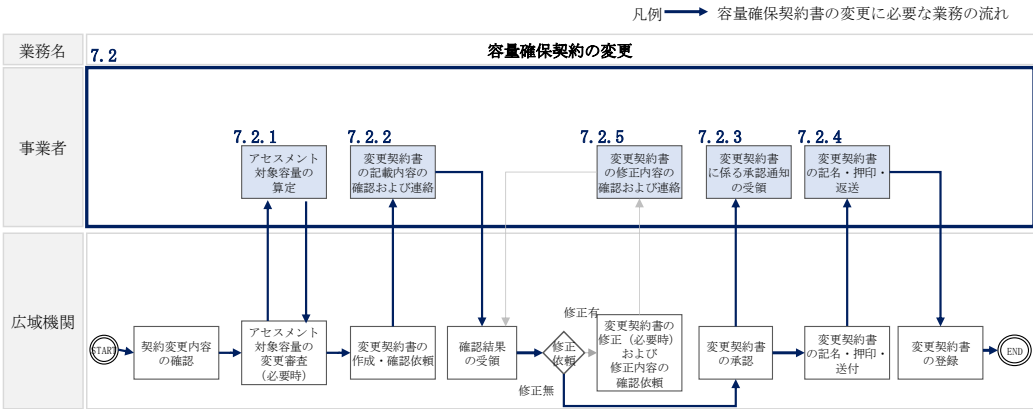 凡例 容量確保契約書の変更に必要な業務の流れ
業務名
7.2
容量確保契約の変更
事業者
7.2.1
アセスメント
対象容量の
算定
7.2.2
変更契約書
の記載内容の
確認および連絡
7.2.5
変更契約書
の修正内容の
確認および連絡
7.2.3
変更契約書
に係る承認通知
の受領
7.2.4
変更契約書
の記名・押印・
返送
広域機関
START
契約変更内容
の確認
アセスメント
対象容量の
変更審査
（必要時）
変更契約書の
作成・確認依頼
確認結果
の受領
修正
依頼
修正有
修正無
変更契約書の
修正（必要時）
および
修正内容の
確認依頼
変更契約書
の承認
変更契約書
の記名・押印・
送付
変更契約書
の登録
END